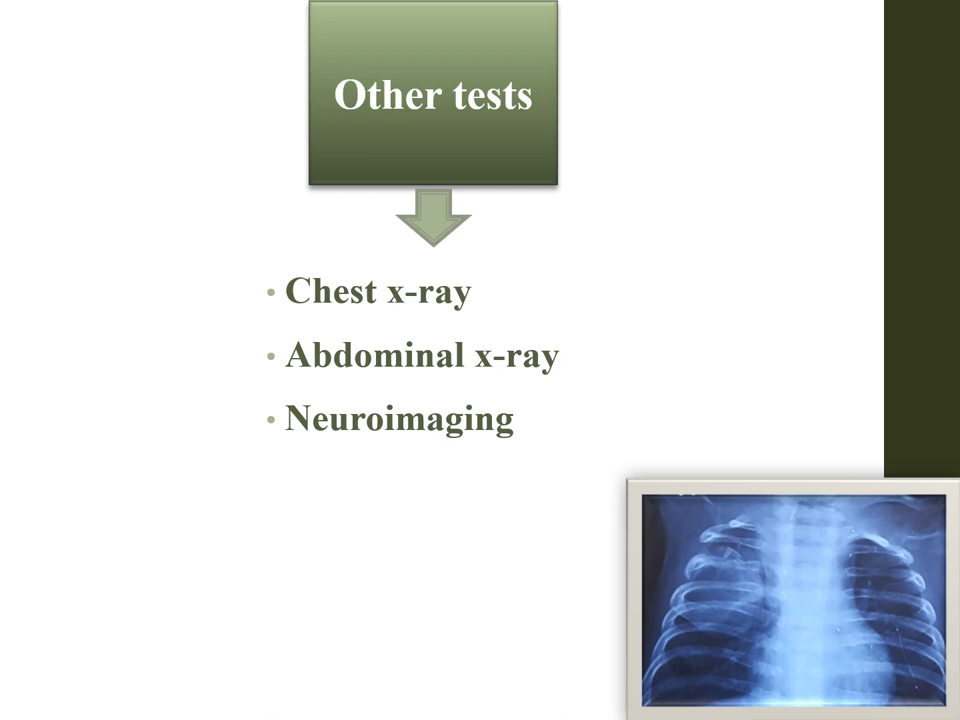 Other tests
• Chest x-ray
• Abdominal x-ray
• Neuroimaging